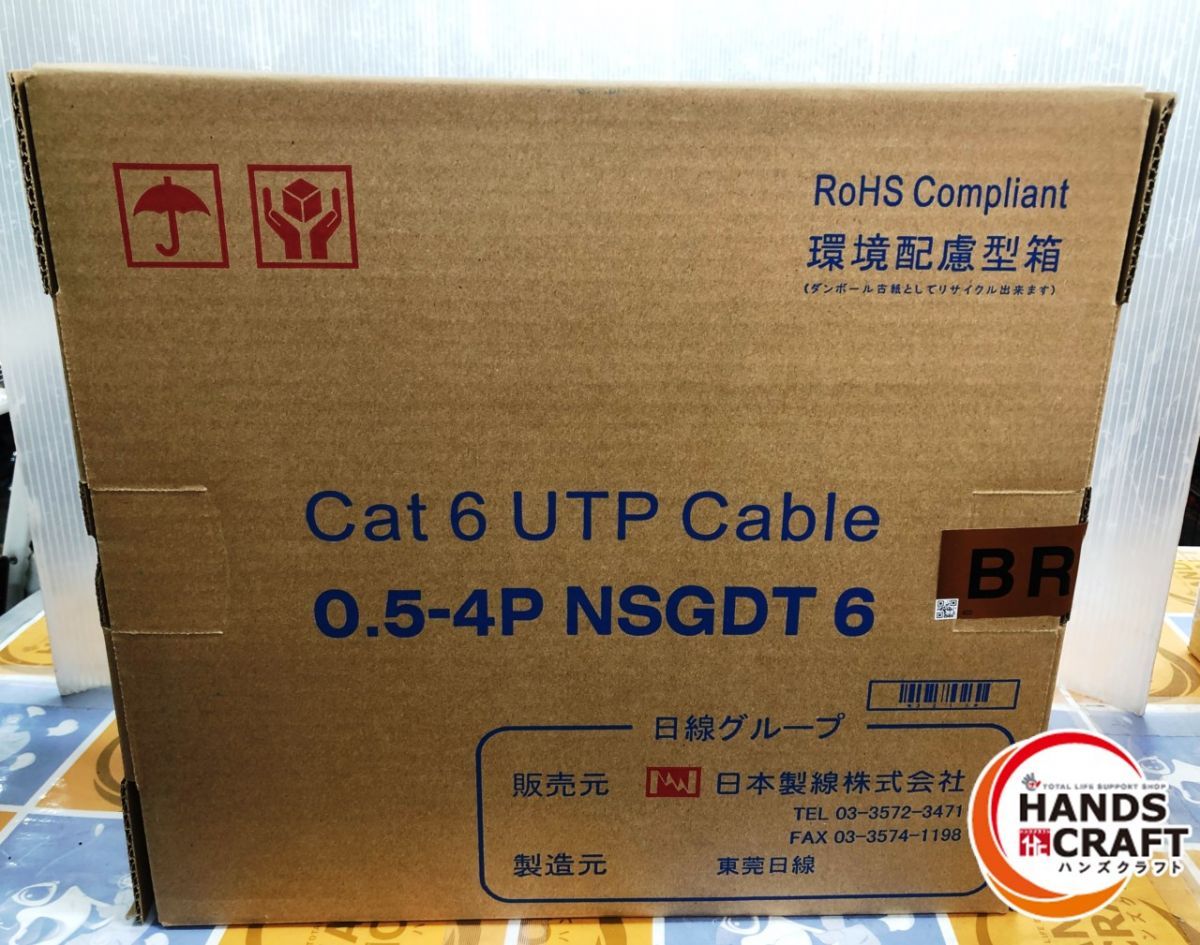 RoHS Compliant
環境配慮型箱
(ダンボール古紙としてリサイクル出来ます)
Cat 6 UTP Cable
0.5-4P NSGDT 6
BR
日線グループ
販売元 日本製線株式会社
TEL 03-3572-3471
FAX 03-3574-1198
製造元 東莞日線
TOTAL LIFE SUPPORT SHOP
HANDS
CRAFT
ハンズクラフト